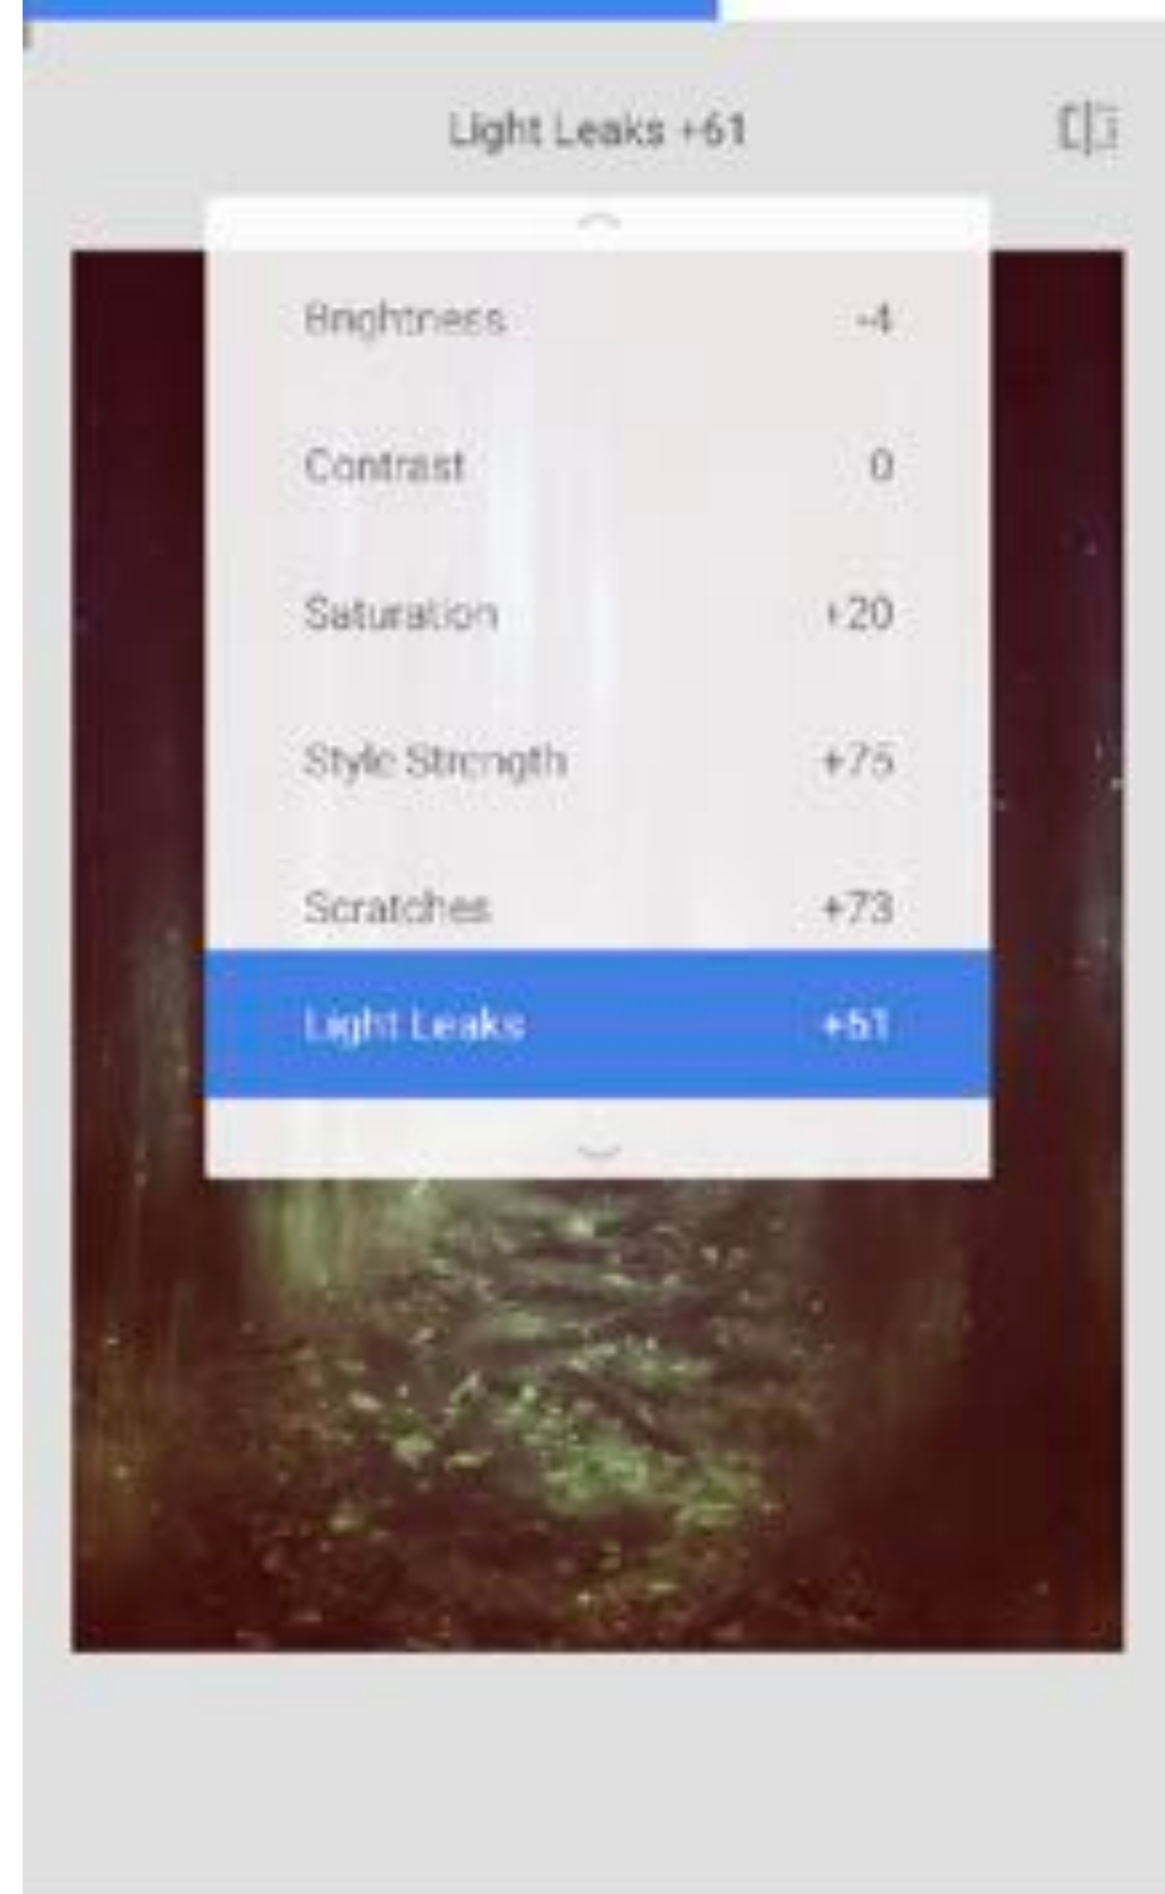 Light Leaks +61
Brightness -4
Contrast 0
Saturation +20
Style Strength +75
Scratches +73
Light Leaks +61